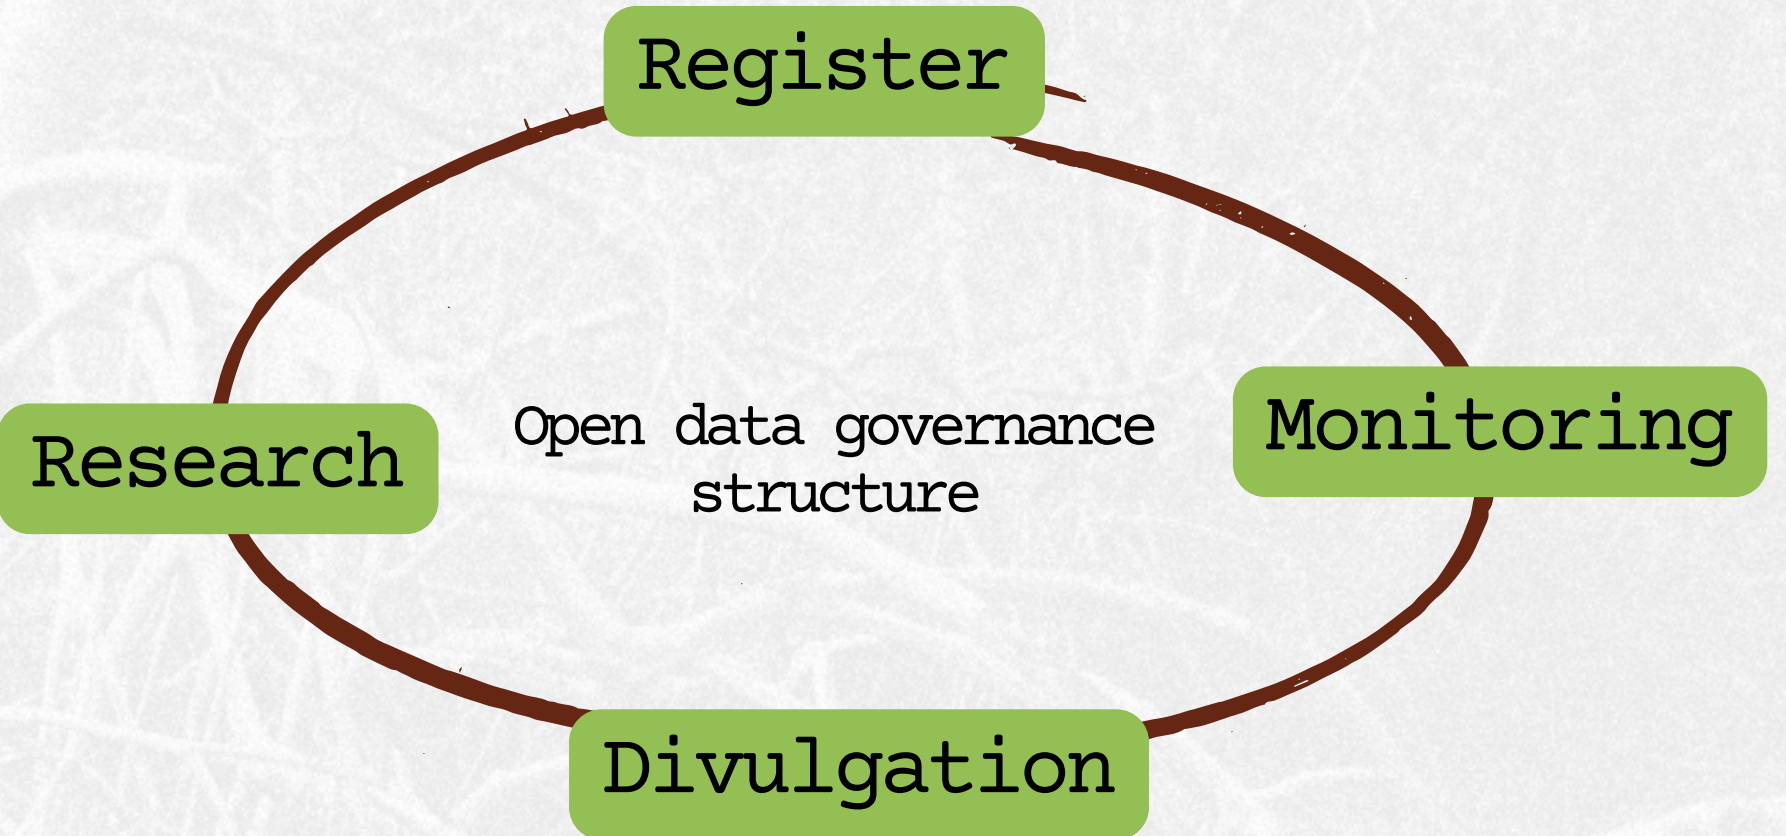 Register
Monitoring
Research
Open data governance
structure
Divulgation